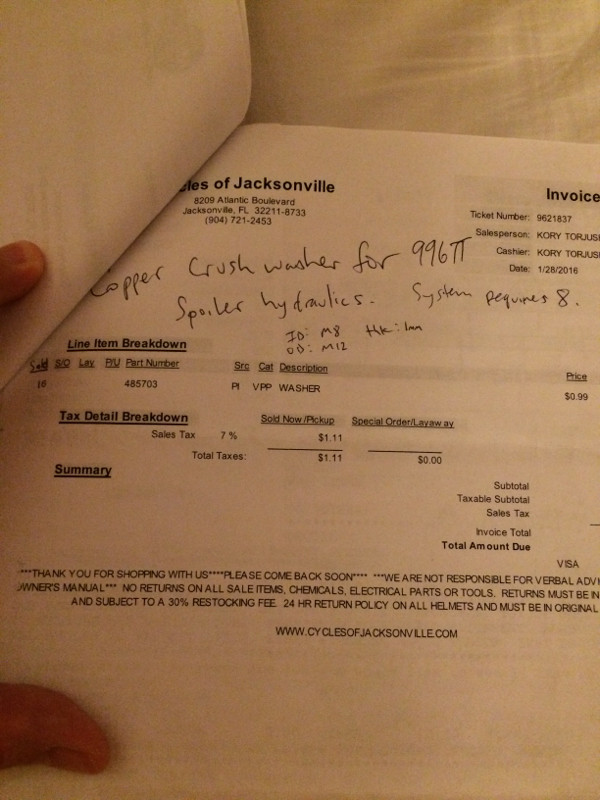 cles of Jacksonville
8209 Atlantic Boulevard
Jacksonville, FL 32211-8733
(904) 721-2453
Invoice
Ticket Number: 9621837
Salesperson: KORY TORJUS
Cashier: KORY TORJUS
Date: 1/28/2016
Copper Crush washer for 996TT
Spoiler hydraulics. System requires 8.
ID: M8 thk: 1mm
OD: M12
Line Item Breakdown
Sold S/O Lay P/U Part Number Src Cat Description Price
16 485703 PI VPP WASHER $0.99
Tax Detail Breakdown Sold Now/Pickup Special Order/Layaway
Sales Tax 7 % $1.11
Total Taxes: $1.11 $0.00
Summary
Subtotal
Taxable Subtotal
Sales Tax
Invoice Total
Total Amount Due
VISA
****THANK YOU FOR SHOPPING WITH US****PLEASE COME BACK SOON**** ***WE ARE NOT RESPONSIBLE FOR VERBAL ADVI
OWNER'S MANUAL*** NO RETURNS ON ALL SALE ITEMS, CHEMICALS, ELECTRICAL PARTS OR TOOLS. RETURNS MUST BE IN
AND SUBJECT TO A 30% RESTOCKING FEE. 24 HR RETURN POLICY ON ALL HELMETS AND MUST BE IN ORIGINAL
WWW.CYCLESOFJACKSONVILLE.COM